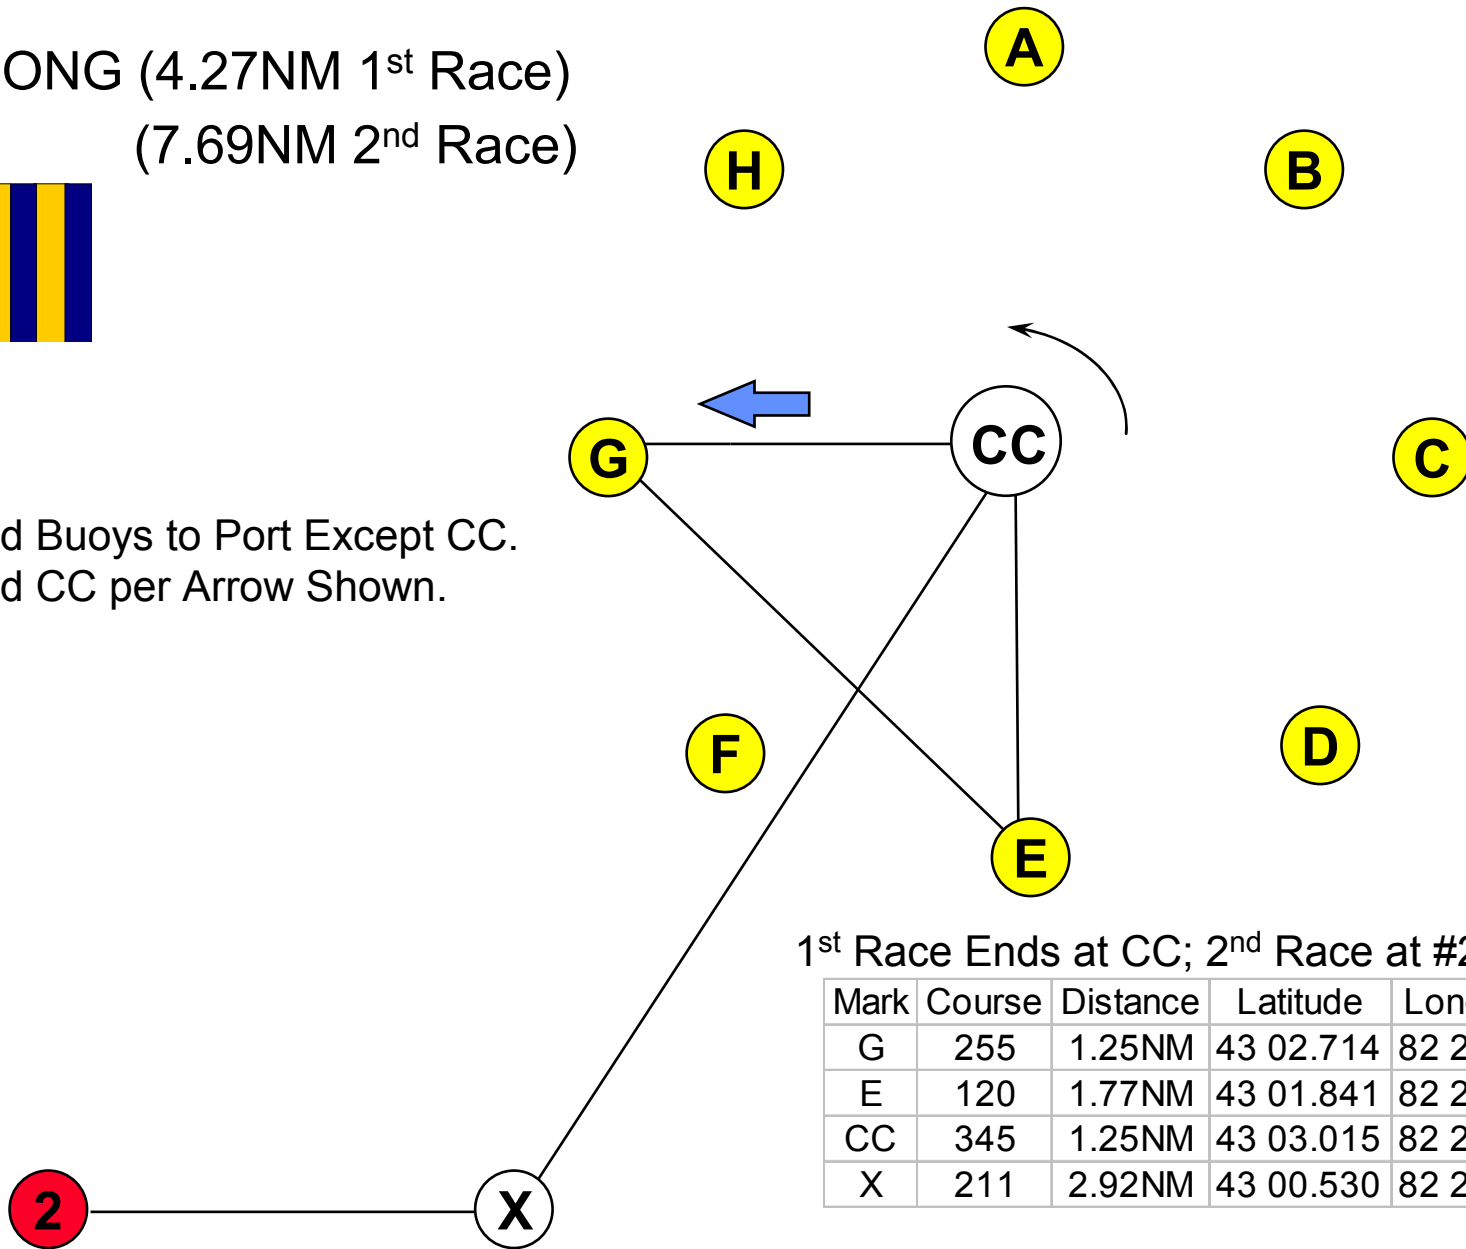 ONG (4.27NM 1st Race)
(7.69NM 2nd Race)
A
H
B
G
CC
C
d Buoys to Port Except CC.
d CC per Arrow Shown.
F
D
E
1st Race Ends at CC; 2nd Race at #2
Mark Course Distance Latitude Lon
G 255 1.25NM 43 02.714 82 2
E 120 1.77NM 43 01.841 82 2
CC 345 1.25NM 43 03.015 82 2
X 211 2.92NM 43 00.530 82 2
2
X